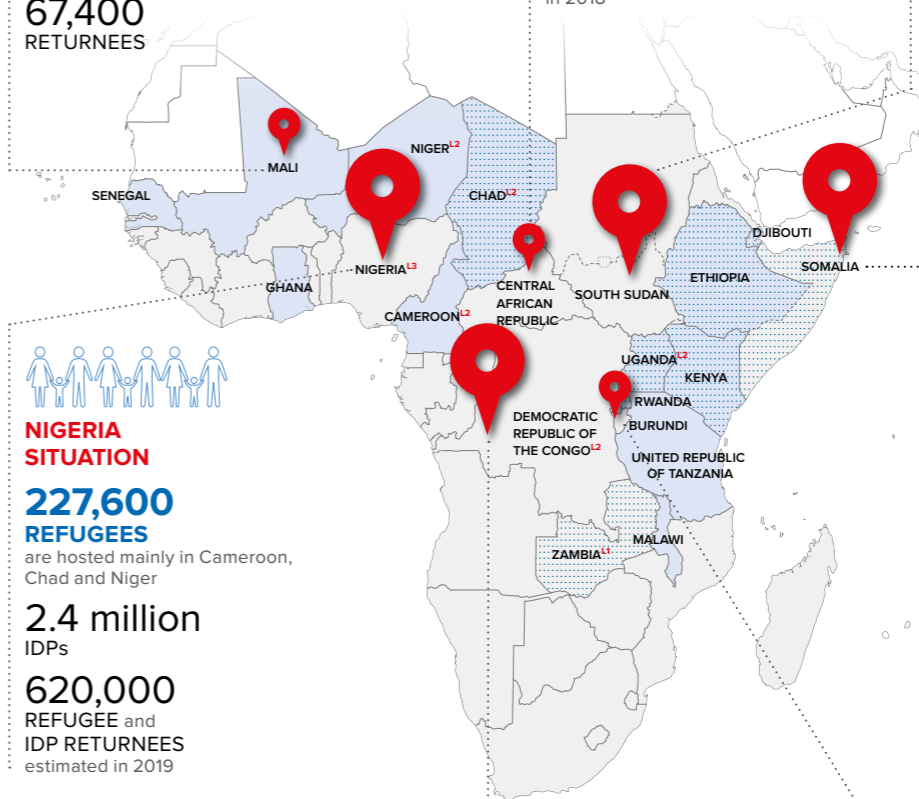 67,400
RETURNEES
in 2018
MALI
NIGER L2
CHAD L2
SENEGAL
NIGERIA L3
GHANA
CAMEROON L2
CENTRAL
AFRICAN
REPUBLIC
SOUTH SUDAN
DJIBOUTI
SOMALIA
ETHIOPIA
UGANDA L2
KENYA
RWANDA
BURUNDI
DEMOCRATIC
REPUBLIC OF
THE CONGO L2
UNITED REPUBLIC
OF TANZANIA
ZAMBIA L1
MALAWI
NIGERIA
SITUATION
227,600
REFUGEES
are hosted mainly in Cameroon,
Chad and Niger
2.4 million
IDPs
620,000
REFUGEE and
IDP RETURNEES
estimated in 2019